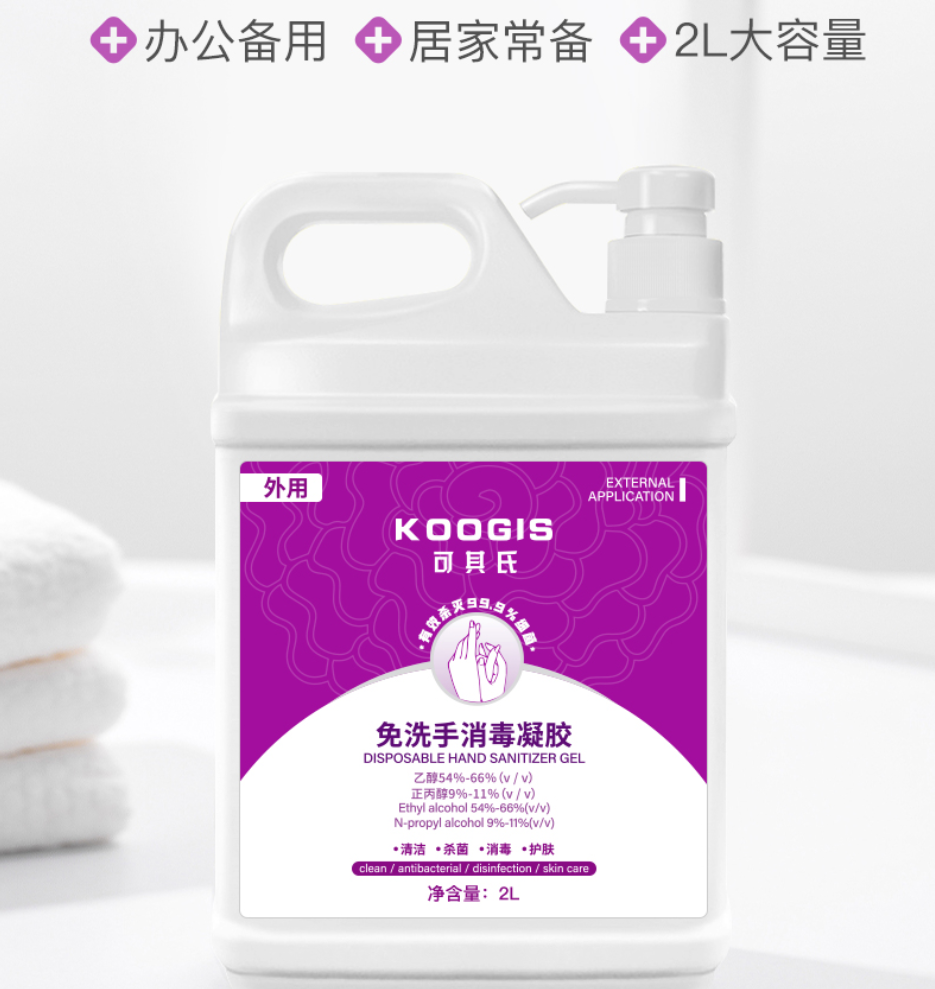 办公备用 居家常备 2L大容量
外用
EXTERNAL
APPLICATION
KOOGIS
可其氏
•有效杀灭99.9%细菌•
免洗手消毒凝胶
DISPOSABLE HAND SANITIZER GEL
乙醇54%-66%(v / v)
正丙醇9%-11%(v / v)
Ethyl alcohol 54%-66%(v/v)
N-propyl alcohol 9%-11%(v/v)
•清洁 •杀菌 •消毒 •护肤
clean / antibacterial / disinfection / skin care
净含量：2L